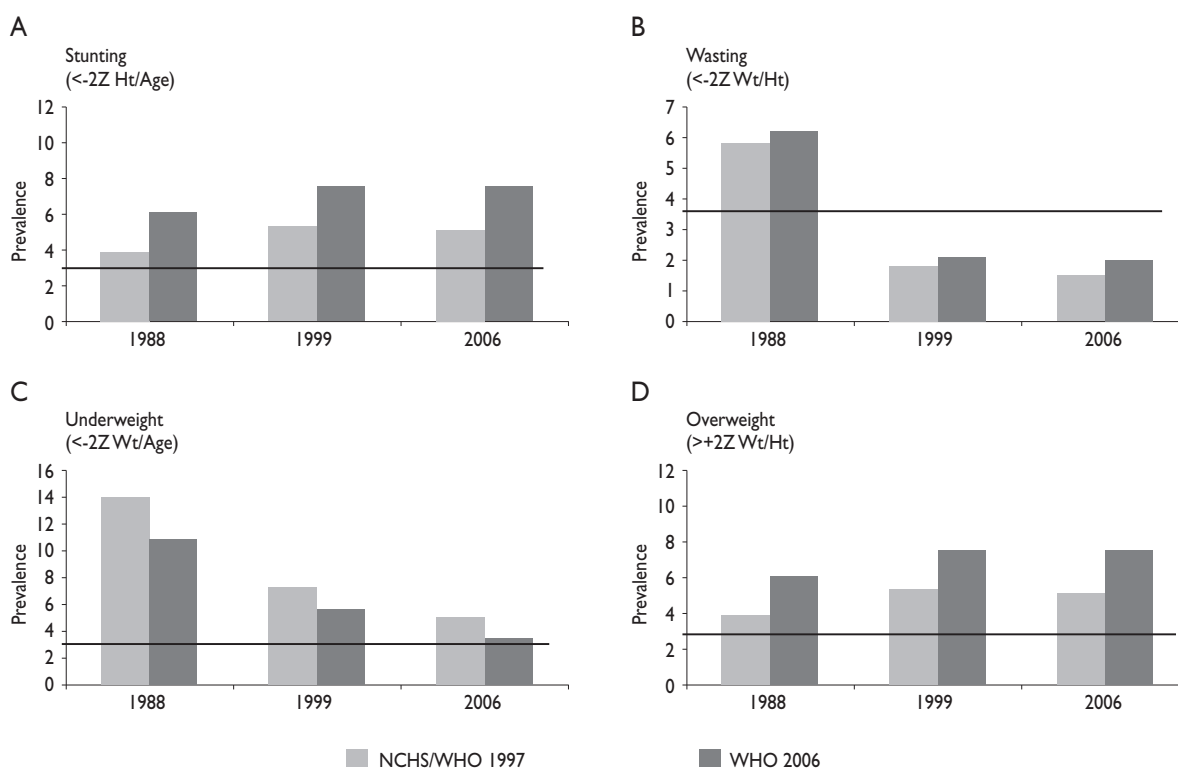 A
Stunting
(<-2Z Ht/Age)
12
10
8
6
4
2
0
Prevalence
1988 1999 2006
B
Wasting
(<-2Z Wt/Ht)
7
6
5
4
3
2
1
0
Prevalence
1988 1999 2006
C
Underweight
(<-2Z Wt/Age)
16
14
12
10
8
6
4
2
0
Prevalence
1988 1999 2006
D
Overweight
(>+2Z Wt/Ht)
12
10
8
6
4
2
0
Prevalence
1988 1999 2006
NCHS/WHO 1997 WHO 2006